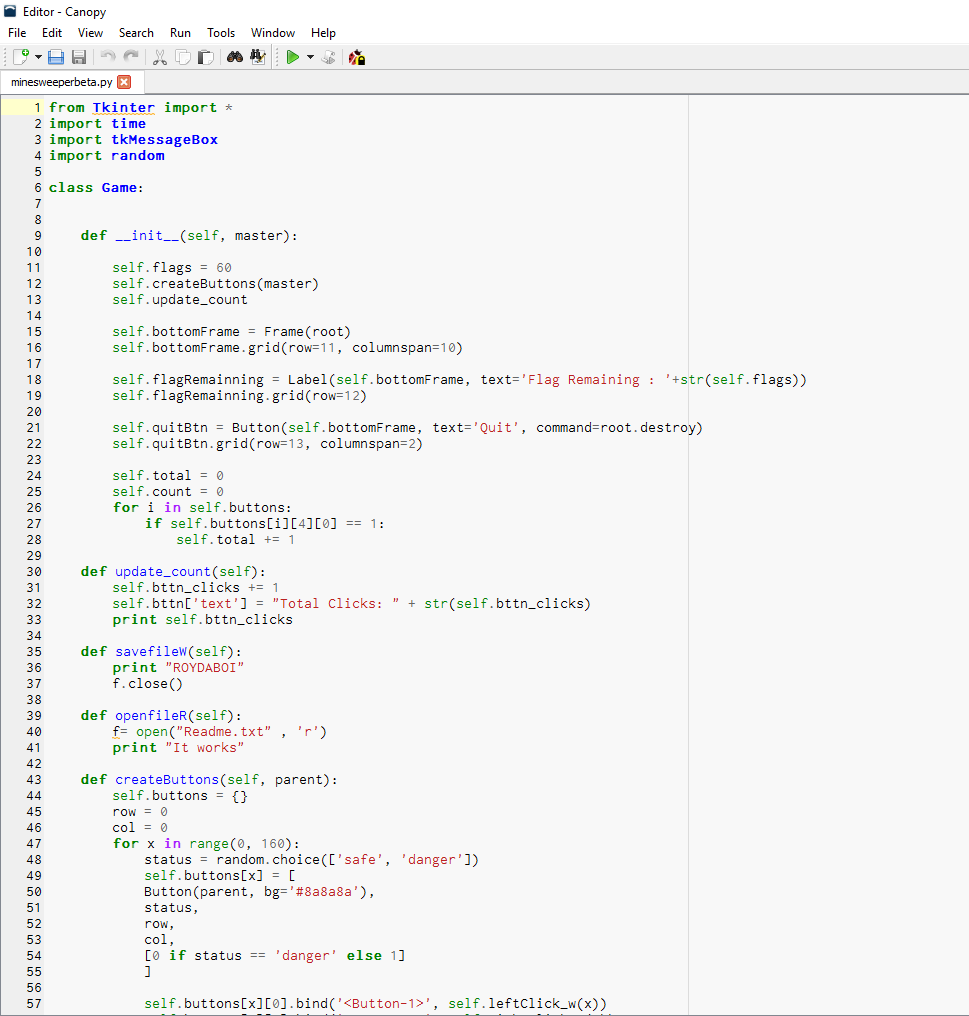 Editor - Canopy
File Edit View Search Run Tools Window Help
minesweeperbeta.py
1 from Tkinter import *
2 import time
3 import tkMessageBox
4 import random
5
6 class Game:
7
8
9     def __init__(self, master):
10
11         self.flags = 60
12         self.createButtons(master)
13         self.update_count
14
15         self.bottomFrame = Frame(root)
16         self.bottomFrame.grid(row=11, columnspan=10)
17
18         self.flagRemainning = Label(self.bottomFrame, text='Flag Remaining : '+str(self.flags))
19         self.flagRemainning.grid(row=12)
20
21         self.quitBtn = Button(self.bottomFrame, text='Quit', command=root.destroy)
22         self.quitBtn.grid(row=13, columnspan=2)
23
24         self.total = 0
25         self.count = 0
26         for i in self.buttons:
27             if self.buttons[i][4][0] == 1:
28                 self.total += 1
29
30     def update_count(self):
31         self.bttn_clicks += 1
32         self.bttn['text'] = "Total Clicks: " + str(self.bttn_clicks)
33         print self.bttn_clicks
34
35     def savefileW(self):
36         print "ROYDABOI"
37         f.close()
38
39     def openfileR(self):
40         f= open("Readme.txt" , 'r')
41         print "It works"
42
43     def createButtons(self, parent):
44         self.buttons = {}
45         row = 0
46         col = 0
47         for x in range(0, 160):
48             status = random.choice(['safe', 'danger'])
49             self.buttons[x] = [
50             Button(parent, bg='#8a8a8a'),
51             status,
52             row,
53             col,
54             [0 if status == 'danger' else 1]
55             ]
56
57             self.buttons[x][0].bind('<Button-1>', self.leftClick_w(x))